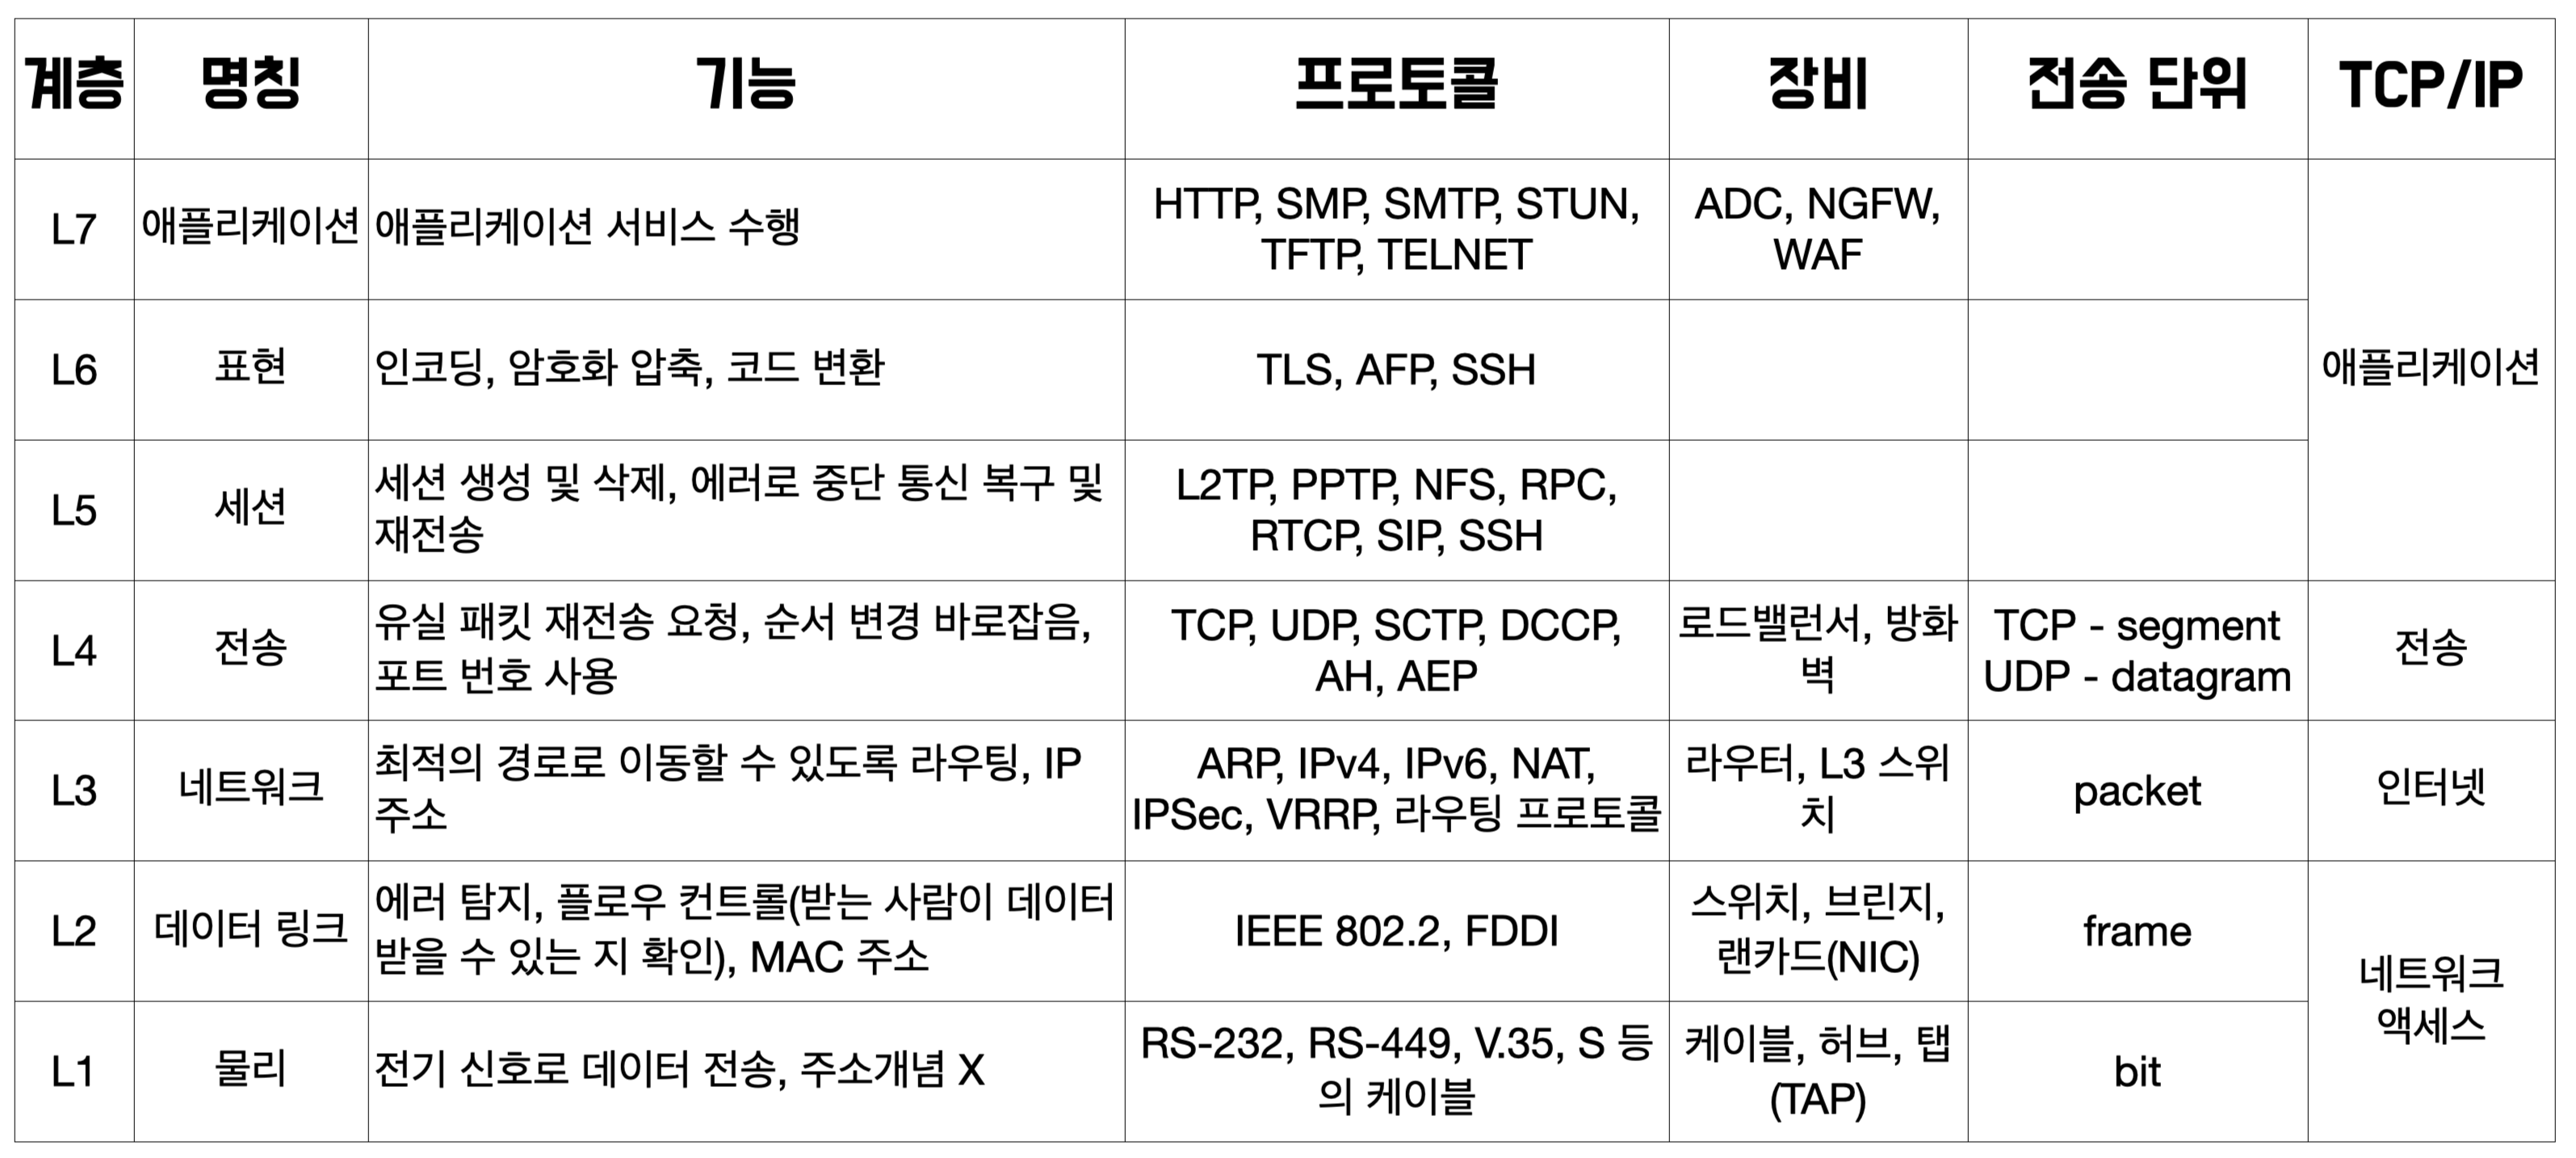 계층 명칭 기능 프로토콜 장비 전송 단위 TCP/IP
L7
애플리케이션
애플리케이션 서비스 수행
HTTP, SMP, SMTP, STUN,
TFTP, TELNET
ADC, NGFW,
WAF
애플리케이션
L6
표현
인코딩, 암호화 압축, 코드 변환
TLS, AFP, SSH
L5
세션
세션 생성 및 삭제, 에러로 중단 통신 복구 및
재전송
L2TP, PPTP, NFS, RPC,
RTCP, SIP, SSH
L4
전송
유실 패킷 재전송 요청, 순서 변경 바로잡음,
포트 번호 사용
TCP, UDP, SCTP, DCCP,
AH, AEP
로드밸런서, 방화
벽
TCP - segment
UDP - datagram
전송
L3
네트워크
최적의 경로로 이동할 수 있도록 라우팅, IP
주소
ARP, IPv4, IPv6, NAT,
IPSec, VRRP, 라우팅 프로토콜
라우터, L3 스위
치
packet
인터넷
L2
데이터 링크
에러 탐지, 플로우 컨트롤(받는 사람이 데이터
받을 수 있는 지 확인), MAC 주소
IEEE 802.2, FDDI
스위치, 브린지,
랜카드(NIC)
frame
네트워크
액세스
L1
물리
전기 신호로 데이터 전송, 주소개념 X
RS-232, RS-449, V.35, S 등
의 케이블
케이블, 허브, 탭
(TAP)
bit